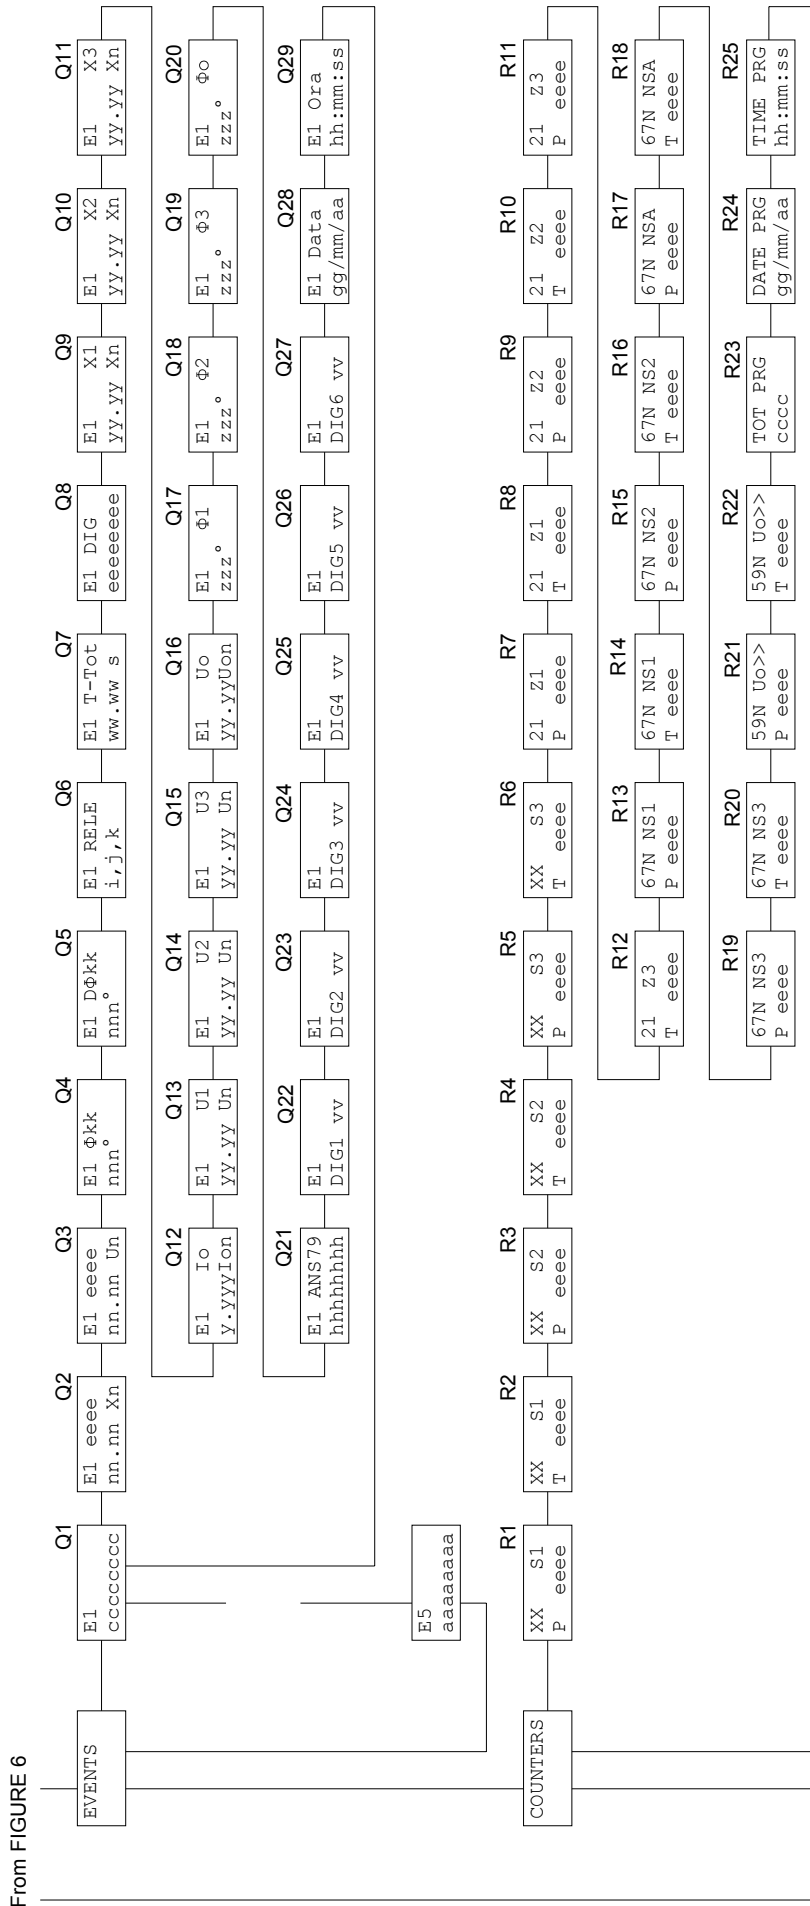 From FIGURE 6
EVENTS
Q1
E1
cccccccccc
Q2
E1 eeee
nn.nn Xn
Q3
E1 eeee
nn.nn Un
Q4
E1 Φkk
nnn°
Q5
E1 DΦkk
nnn°
Q6
E1 RELE
i,j,k
Q7
E1 T-Tot
ww.ww s
Q8
E1 DIG
eeeeeeeee
Q9
E1 X1
yy.yy Xn
Q10
E1 X2
yy.yy Xn
Q11
E1 X3
yy.yy Xn
Q12
E1 Io
y.yyyIon
Q13
E1 U1
yy.yy Un
Q14
E1 U2
yy.yy Un
Q15
E1 U3
yy.yy Un
Q16
E1 Uo
yy.yyUon
Q17
E1 Φ1
zzz°
Q18
E1 Φ2
zzz°
Q19
E1 Φ3
zzz°
Q20
E1 Φo
zzz°
Q21
E1 ANS79
hhhhhhhhh
Q22
E1
DIG1 vv
Q23
E1
DIG2 vv
Q24
E1
DIG3 vv
Q25
E1
DIG4 vv
Q26
E1
DIG5 vv
Q27
E1
DIG6 vv
Q28
E1 Data
gg/mm/aa
Q29
E1 Ora
hh:mm:ss
E5
aaaaaaaa
COUNTERS
R1
XX S1
P eeee
R2
XX S1
T eeee
R3
XX S2
P eeee
R4
XX S2
T eeee
R5
XX S3
P eeee
R6
XX S3
T eeee
R7
21 Z1
P eeee
R8
21 Z1
T eeee
R9
21 Z2
P eeee
R10
21 Z2
T eeee
R11
21 Z3
P eeee
R12
21 Z3
T eeee
R13
67N NS1
P eeee
R14
67N NS1
T eeee
R15
67N NS2
P eeee
R16
67N NS2
T eeee
R17
67N NSA
P eeee
R18
67N NSA
T eeee
R19
67N NS3
P eeee
R20
67N NS3
T eeee
R21
59N Uo>>
P eeee
R22
59N Uo>>
T eeee
R23
TOT PRG
cccc
R24
DATE PRG
gg/mm/aa
R25
TIME PRG
hh:mm:ss